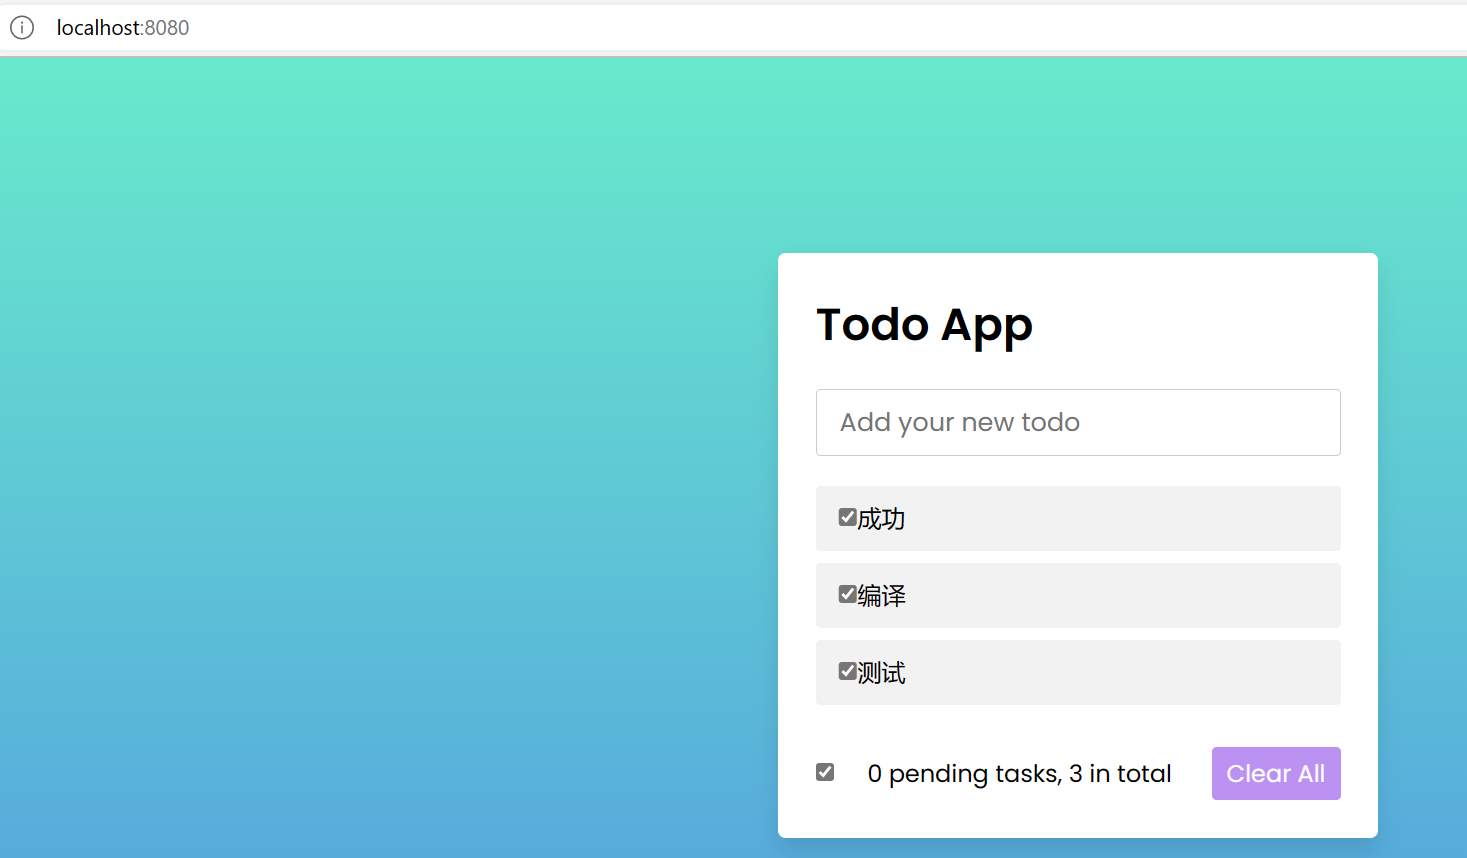 localhost:8080
Todo App
Add your new todo
成功
编译
测试
0 pending tasks, 3 in total
Clear All